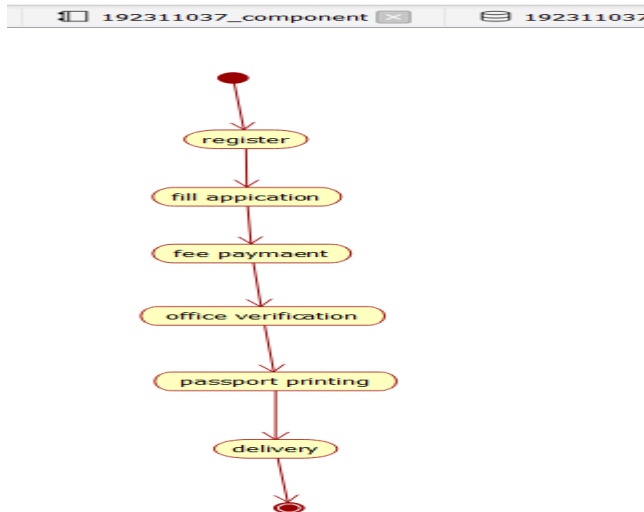 192311037_component 192311037
register
fill appication
fee paymaent
office verification
passport printing
delivery